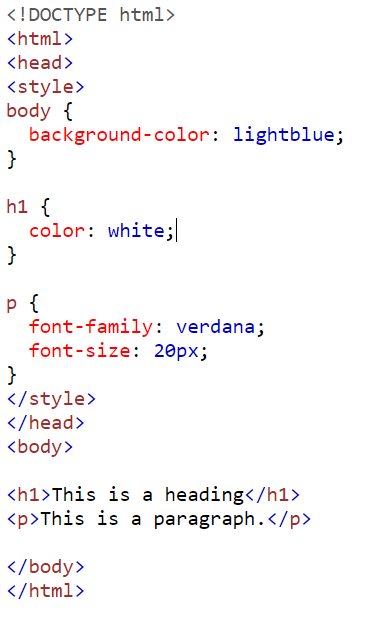 <!DOCTYPE html>
<html>
<head>
<style>
body {
  background-color: lightblue;
}

h1 {
  color: white;
}

p {
  font-family: verdana;
  font-size: 20px;
}
</style>
</head>
<body>

<h1>This is a heading</h1>
<p>This is a paragraph.</p>

</body>
</html>